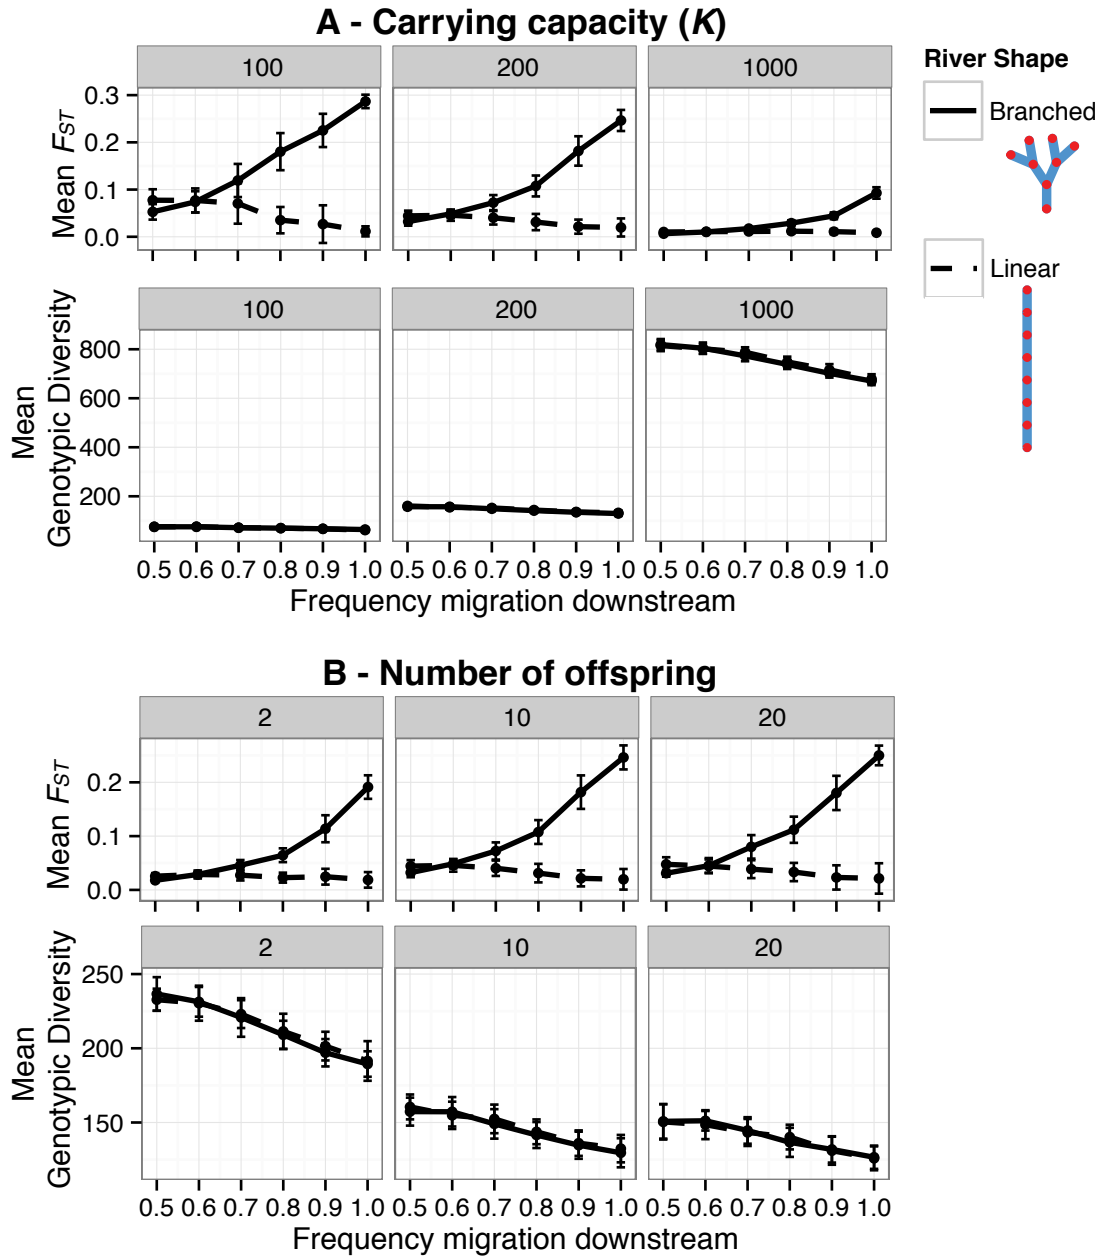 A - Carrying capacity (K)
100 200 1000
Mean FST
0.3
0.2
0.1
0.0
River Shape
Branched
Linear
100 200 1000
Mean
Genotypic Diversity
800
600
400
200
0.5 0.6 0.7 0.8 0.9 1.0 0.5 0.6 0.7 0.8 0.9 1.0 0.5 0.6 0.7 0.8 0.9 1.0
Frequency migration downstream
B - Number of offspring
2 10 20
Mean FST
0.2
0.1
0.0
2 10 20
Mean
Genotypic Diversity
250
200
150
0.5 0.6 0.7 0.8 0.9 1.0 0.5 0.6 0.7 0.8 0.9 1.0 0.5 0.6 0.7 0.8 0.9 1.0
Frequency migration downstream